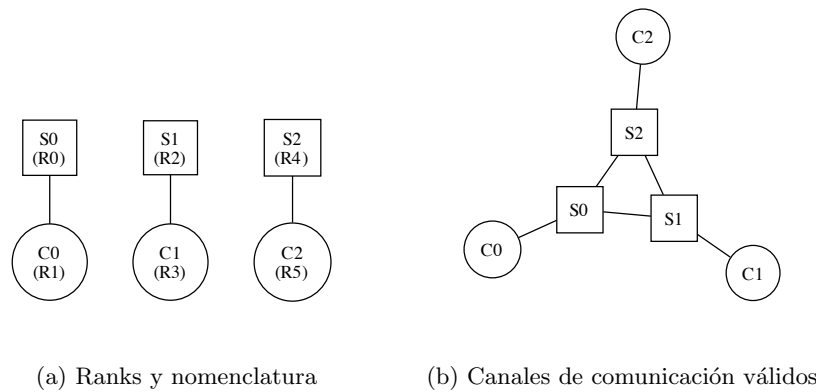 S0
(R0)
S1
(R2)
S2
(R4)
C0
(R1)
C1
(R3)
C2
(R5)
(a) Ranks y nomenclatura
C2
S2
S0
S1
C0
C1
(b) Canales de comunicación válidos